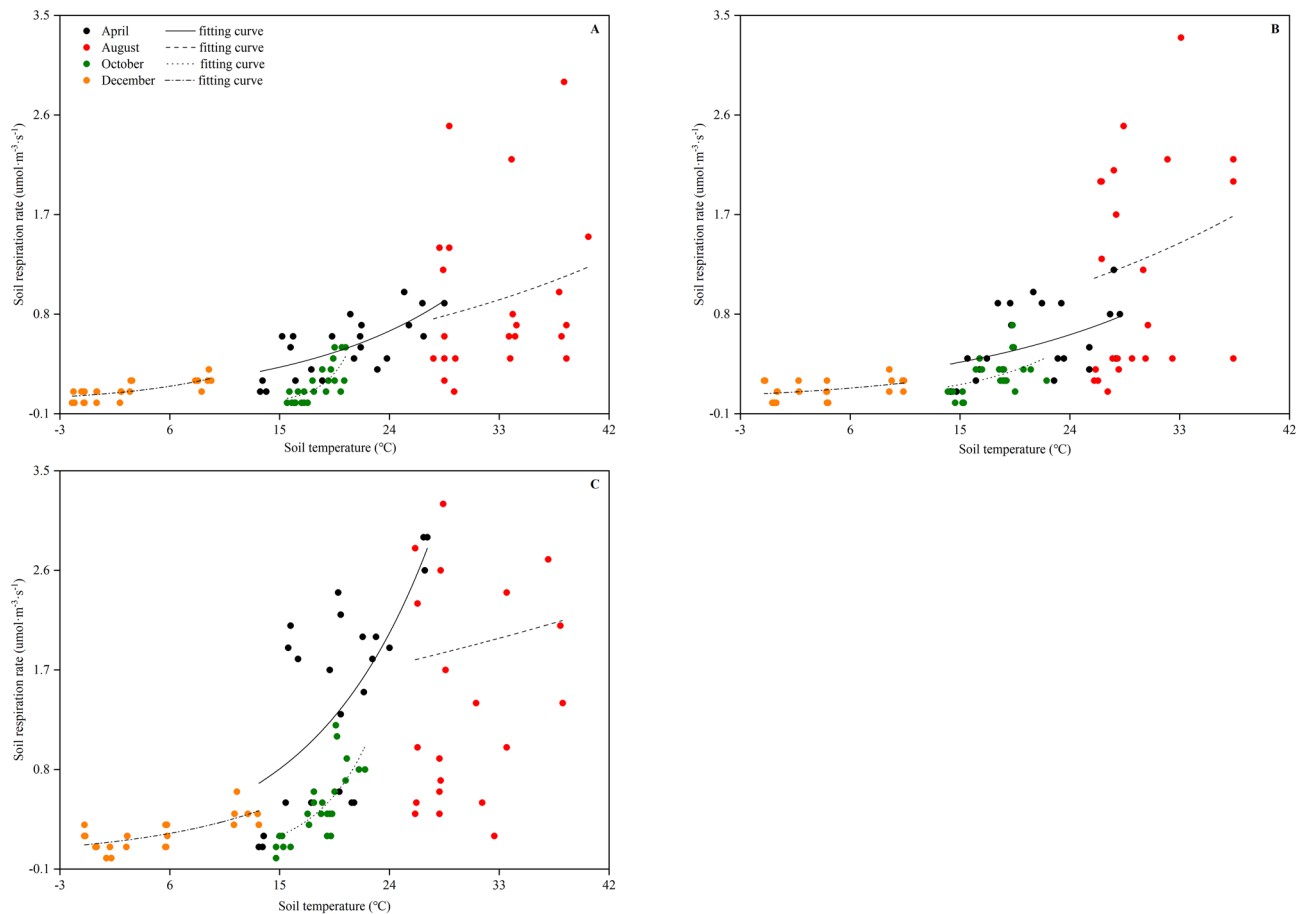 3.5
2.6
1.7
0.8
-0.1
-3
6
15
24
33
42
Soil respiration rate (umol·m⁻³·s⁻¹)
Soil temperature (℃)
April
fitting curve
August
fitting curve
October
fitting curve
December
fitting curve
A
3.5
2.6
1.7
0.8
-0.1
-3
6
15
24
33
42
Soil respiration rate (umol·m⁻³·s⁻¹)
Soil temperature (℃)
B
3.5
2.6
1.7
0.8
-0.1
-3
6
15
24
33
42
Soil respiration rate (umol·m⁻³·s⁻¹)
Soil temperature (℃)
C